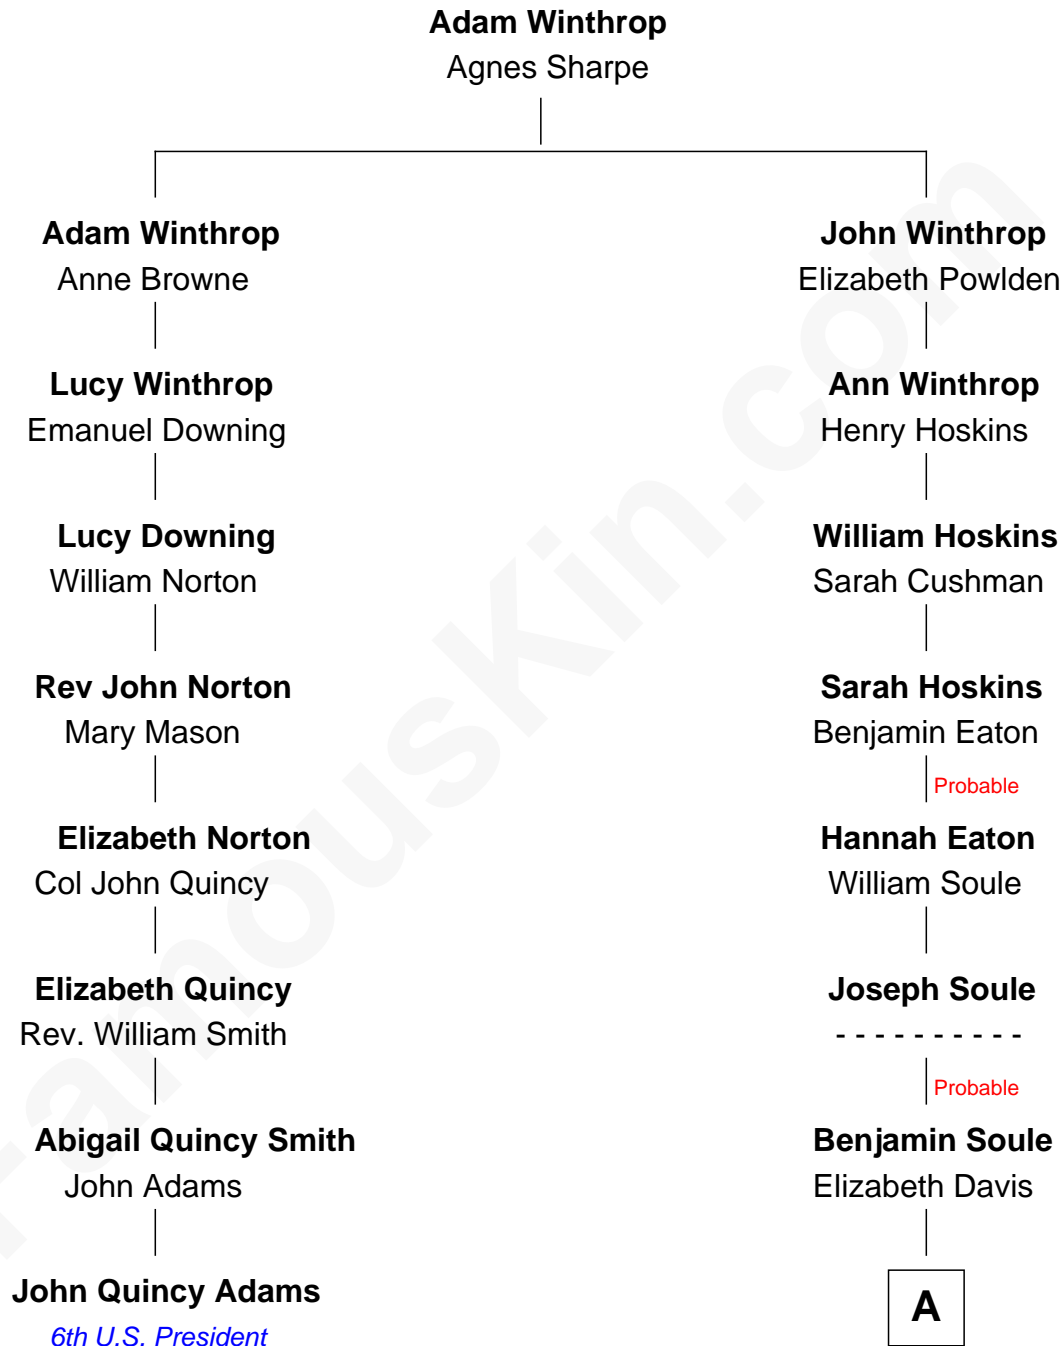 Adam Winthrop
Agnes Sharpe
Adam Winthrop
Anne Browne
John Winthrop
Elizabeth Powlden
Lucy Winthrop
Emanuel Downing
Ann Winthrop
Henry Hoskins
Lucy Downing
William Norton
William Hoskins
Sarah Cushman
Rev John Norton
Mary Mason
Sarah Hoskins
Benjamin Eaton
Probable
Elizabeth Norton
Col John Quincy
Hannah Eaton
William Soule
Elizabeth Quincy
Rev. William Smith
Joseph Soule
- - - - - - - - - -
Probable
Abigail Quincy Smith
John Adams
Benjamin Soule
Elizabeth Davis
John Quincy Adams
6th U.S. President
A
FamousKin.com